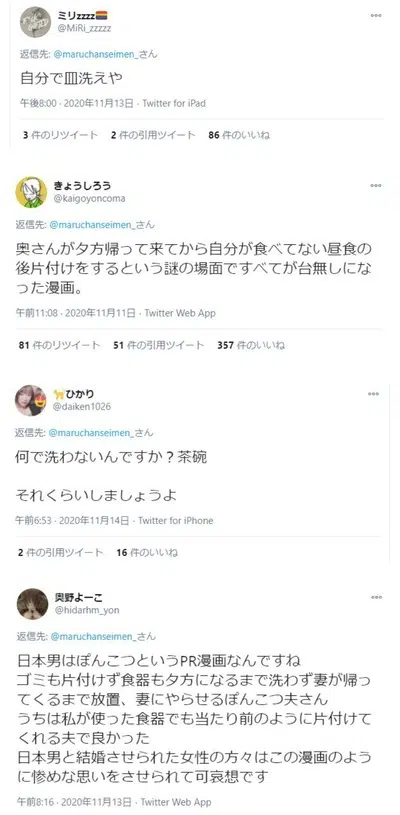 ミリzzzz🏳️‍🌈
@MiRi_zzzzz
返信先: @maruchanseimen_さん
自分で皿洗えや
午後8:00 · 2020年11月13日 · Twitter for iPad
3 件のリツイート 2 件の引用ツイート 86 件のいいね
きょうしろう
@kaigoyoncoma
返信先: @maruchanseimen_さん
奥さんが夕方帰って来てから自分が食べてない昼食の
後片付けをするという謎の場面ですべてが台無しにな
った漫画。
午前11:08 · 2020年11月11日 · Twitter Web App
81 件のリツイート 51 件の引用ツイート 357 件のいいね
ひかり
@daiken1026
返信先: @maruchanseimen_さん
何で洗わないんですか？茶碗
それくらいしましょうよ
午前6:53 · 2020年11月14日 · Twitter for iPhone
2 件の引用ツイート 16 件のいいね
奥野よーこ
@hidarhm_yon
返信先: @maruchanseimen_さん
日本男はぽんこつというPR漫画なんですね
ゴミも片付けず食器も夕方になるまで洗わず妻が帰っ
てくるまで放置、妻にやらせるぽんこつ夫さん
うちは私が使った食器でも当たり前のように片付けて
くれる夫で良かった
日本男と結婚させられた女性の方々はこの漫画のよう
に惨めな思いをさせられて可哀想です
午前8:16 · 2020年11月13日 · Twitter Web App